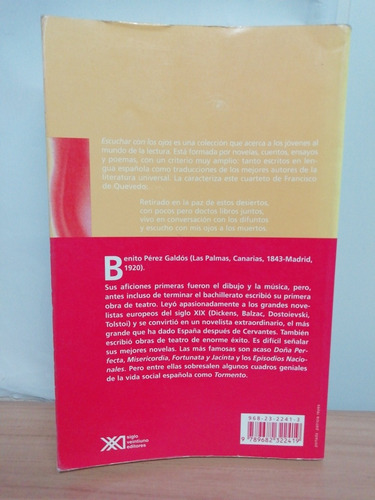 Escuchar con los ojos es una colección que acerca a los jóvenes al
mundo de la lectura. Está formada por novelas, cuentos, ensayos
y poemas, con un criterio muy amplio, tanto escritos en len-
gua española como traducciones de los mejores autores de la
literatura universal. La caracteriza este cuarteto de Francisco
de Quevedo:
Retirado en la paz de estos desiertos,
con pocos pero doctos libros juntos,
vivo en conversación con los difuntos
y escucho con mis ojos a los muertos.
Benito Pérez Galdós (Las Palmas, Canarias, 1843-Madrid,
1920).
Sus aficiones primeras fueron el dibujo y la música, pero,
antes incluso de terminar el bachillerato escribió su primera
obra de teatro. Leyó apasionadamente a los grandes nove-
listas europeos del siglo XIX (Dickens, Balzac, Dostoievski,
Tolstoi) y se convirtió en un novelista extraordinario, el más
grande que ha dado España después de Cervantes. También
escribió obras de teatro de enorme éxito. Es difícil señalar
sus mejores novelas. Las más famosas son acaso Doña Per-
fecta, Misericordia, Fortunata y Jacinta y los Episodios Nacio-
nales. Pero entre ellas sobresalen algunos cuadros geniales
de la vida social española como Tormento.
968-23-2241-3
9 789682 322419
siglo
veintiuno
editores